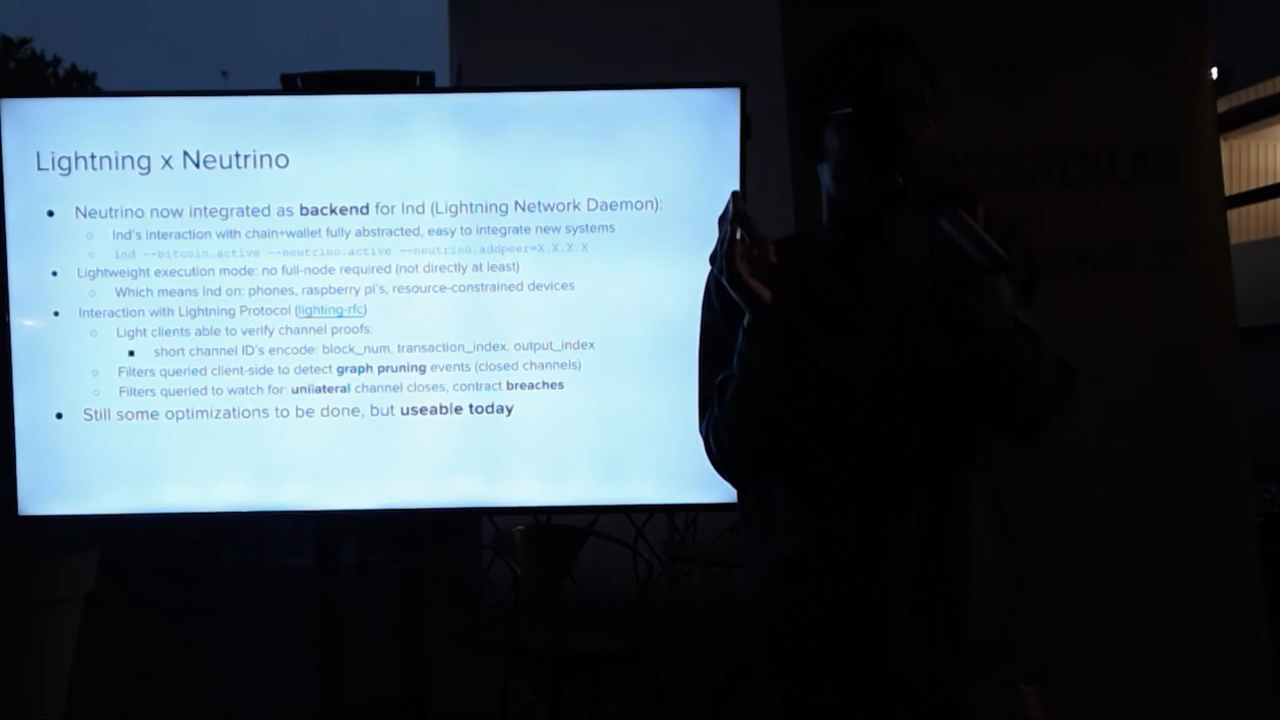 Lightning x Neutrino
● Neutrino now integrated as backend for lnd (Lightning Network Daemon):
○ lnd's interaction with chain+wallet fully abstracted, easy to integrate new systems
○ lnd --bitcoin.active --neutrino.active --neutrino.addpeer=X.X.X.X
● Lightweight execution mode: no full-node required (not directly at least)
○ Which means lnd on: phones, raspberry pi's, resource-constrained devices
● Interaction with Lightning Protocol (lighting-rfc)
○ Light clients able to verify channel proofs:
■ short channel ID's encode: block_num, transaction_index, output_index
○ Filters queried client-side to detect graph pruning events (closed channels)
○ Filters queried to watch for: unilateral channel closes, contract breaches
● Still some optimizations to be done, but useable today